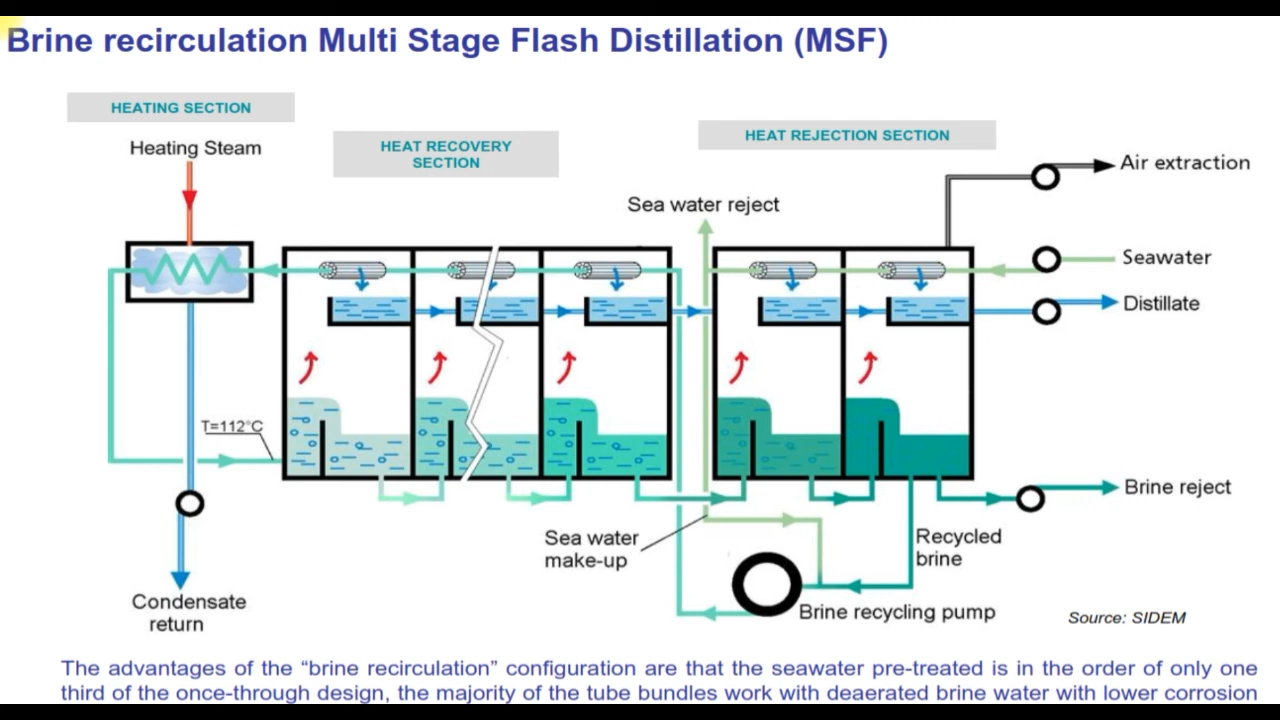 Brine recirculation Multi Stage Flash Distillation (MSF)
HEATING SECTION
HEAT RECOVERY
SECTION
HEAT REJECTION SECTION
Heating Steam
Sea water reject
Air extraction
Seawater
Distillate
T=112°C
Brine reject
Sea water
make-up
Recycled
brine
Condensate
return
Brine recycling pump
Source: SIDEM
The advantages of the “brine recirculation” configuration are that the seawater pre-treated is in the order of only one
third of the once-through design, the majority of the tube bundles work with deaerated brine water with lower corrosion